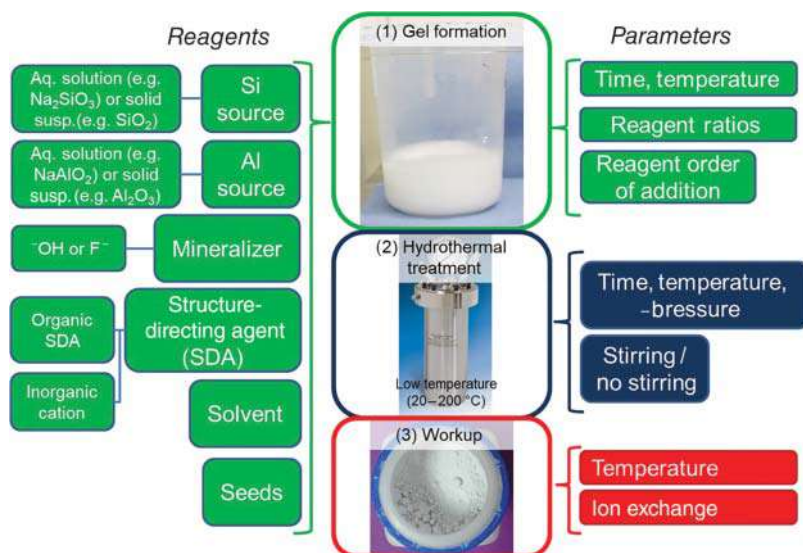 Reagents
Aq. solution (e.g.
Na₂SiO₃) or solid
susp.(e.g. SiO₂)
Si
source
Aq. solution (e.g.
NaAlO₂) or solid
susp. (e.g. Al₂O₃)
Al
source
⁻OH or F⁻
Mineralizer
Organic
SDA
Inorganic
cation
Structure-
directing agent
(SDA)
Solvent
Seeds
(1) Gel formation
(2) Hydrothermal
treatment
Low temperature
(20–200 °C)
(3) Workup
Parameters
Time, temperature
Reagent ratios
Reagent order
of addition
Time, temperature,
–bressure
Stirring /
no stirring
Temperature
Ion exchange